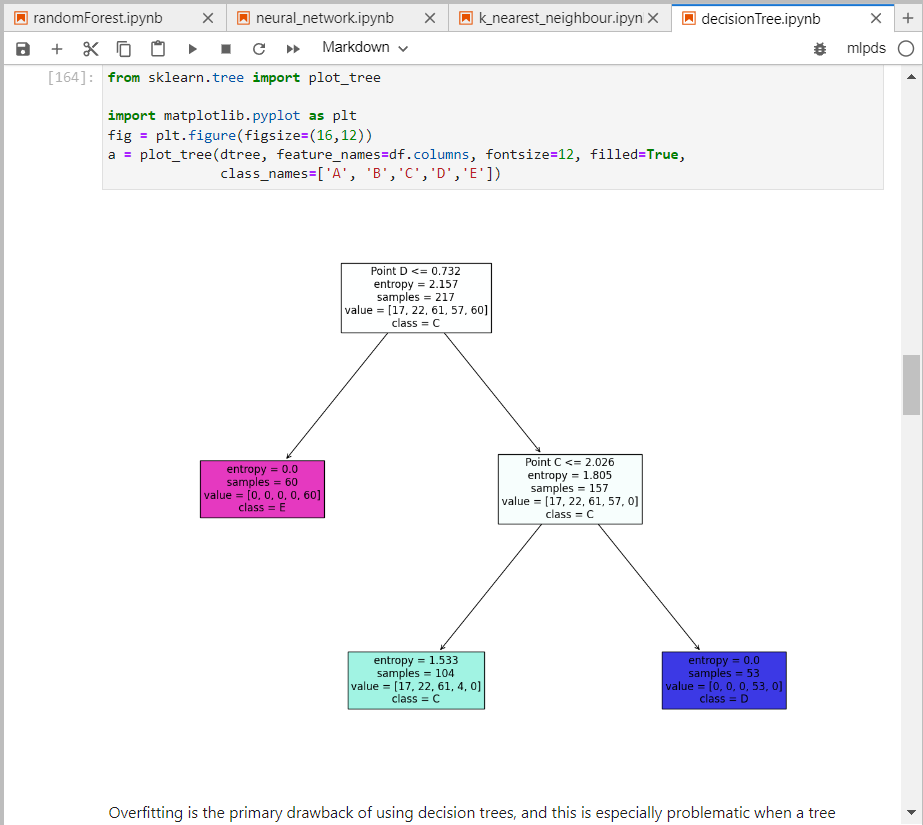 randomForest.ipynb
neural_network.ipynb
k_nearest_neighbour.ipyn
decisionTree.ipynb
Markdown
mlpds
[164]:
from sklearn.tree import plot_tree
import matplotlib.pyplot as plt
fig = plt.figure(figsize=(16,12))
a = plot_tree(dtree, feature_names=df.columns, fontsize=12, filled=True,
class_names=['A', 'B','C','D','E'])
Point D <= 0.732
entropy = 2.157
samples = 217
value = [17, 22, 61, 57, 60]
class = C
entropy = 0.0
samples = 60
value = [0, 0, 0, 0, 60]
class = E
Point C <= 2.026
entropy = 1.805
samples = 157
value = [17, 22, 61, 57, 0]
class = C
entropy = 1.533
samples = 104
value = [17, 22, 61, 4, 0]
class = C
entropy = 0.0
samples = 53
value = [0, 0, 0, 53, 0]
class = D
Overfitting is the primary drawback of using decision trees, and this is especially problematic when a tree